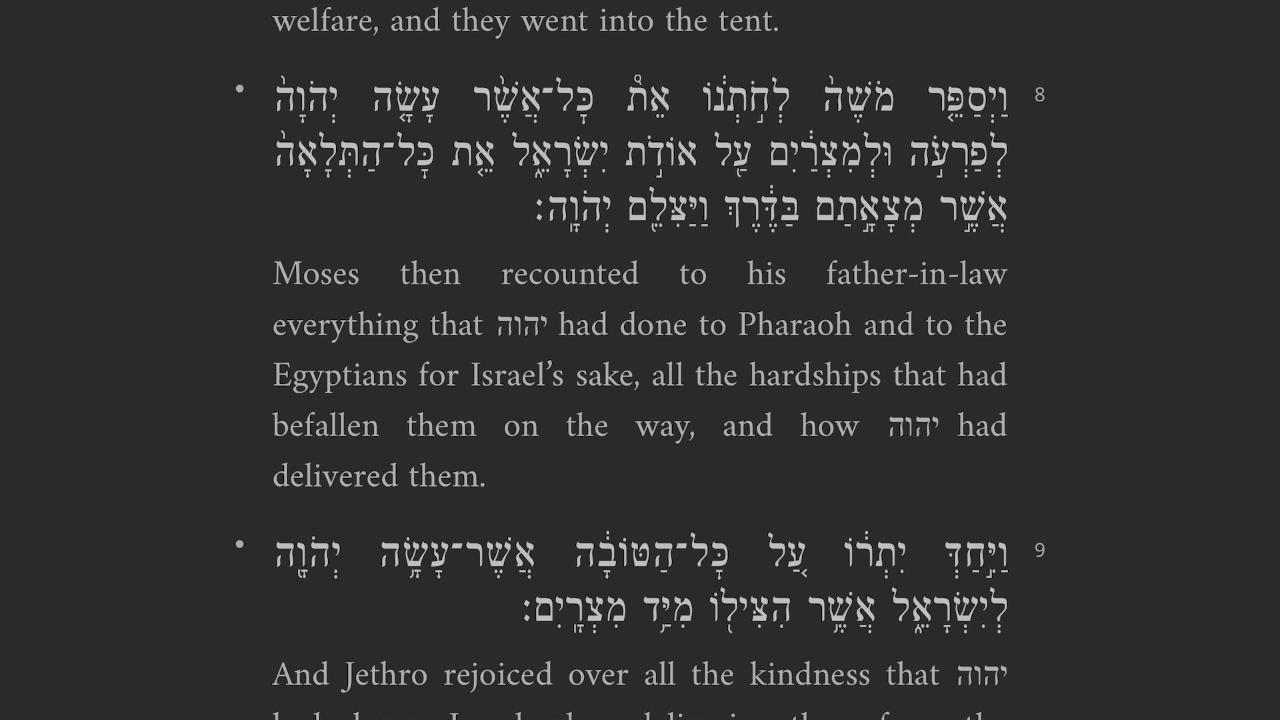 welfare, and they went into the tent.
וַיְסַפֵּ֤ר מֹשֶׁה֙ לְחֹ֣תְנ֔וֹ אֵת֩ כׇּל־אֲשֶׁ֨ר עָשָׂ֤ה יְהֹוָה֙ 8
לְפַרְעֹ֣ה וּלְמִצְרַ֔יִם עַ֖ל אוֹדֹ֣ת יִשְׂרָאֵ֑ל אֵ֤ת כׇּל־הַתְּלָאָה֙
אֲשֶׁ֣ר מְצָאָ֣תַם בַּדֶּ֔רֶךְ וַיַּצִּלֵ֖ם יְהֹוָֽה׃
Moses then recounted to his father-in-law
everything that יהוה had done to Pharaoh and to the
Egyptians for Israel’s sake, all the hardships that had
befallen them on the way, and how יהוה had
delivered them.
וַיִּ֣חַדְּ יִתְר֔וֹ עַ֚ל כׇּל־הַטּוֹבָ֔ה אֲשֶׁר־עָשָׂ֥ה יְהֹוָ֖ה 9
לְיִשְׂרָאֵ֑ל אֲשֶׁ֥ר הִצִּיל֖וֹ מִיַּ֥ד מִצְרָֽיִם׃
And Jethro rejoiced over all the kindness that יהוה